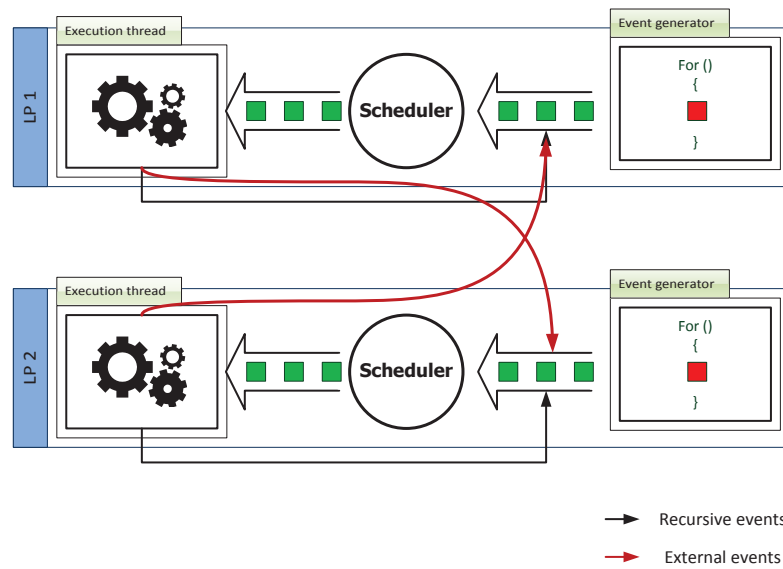 Execution thread
Event generator
LP 1
Scheduler
For ()
{
}
Execution thread
Event generator
LP 2
Scheduler
For ()
{
}
Recursive events
External events